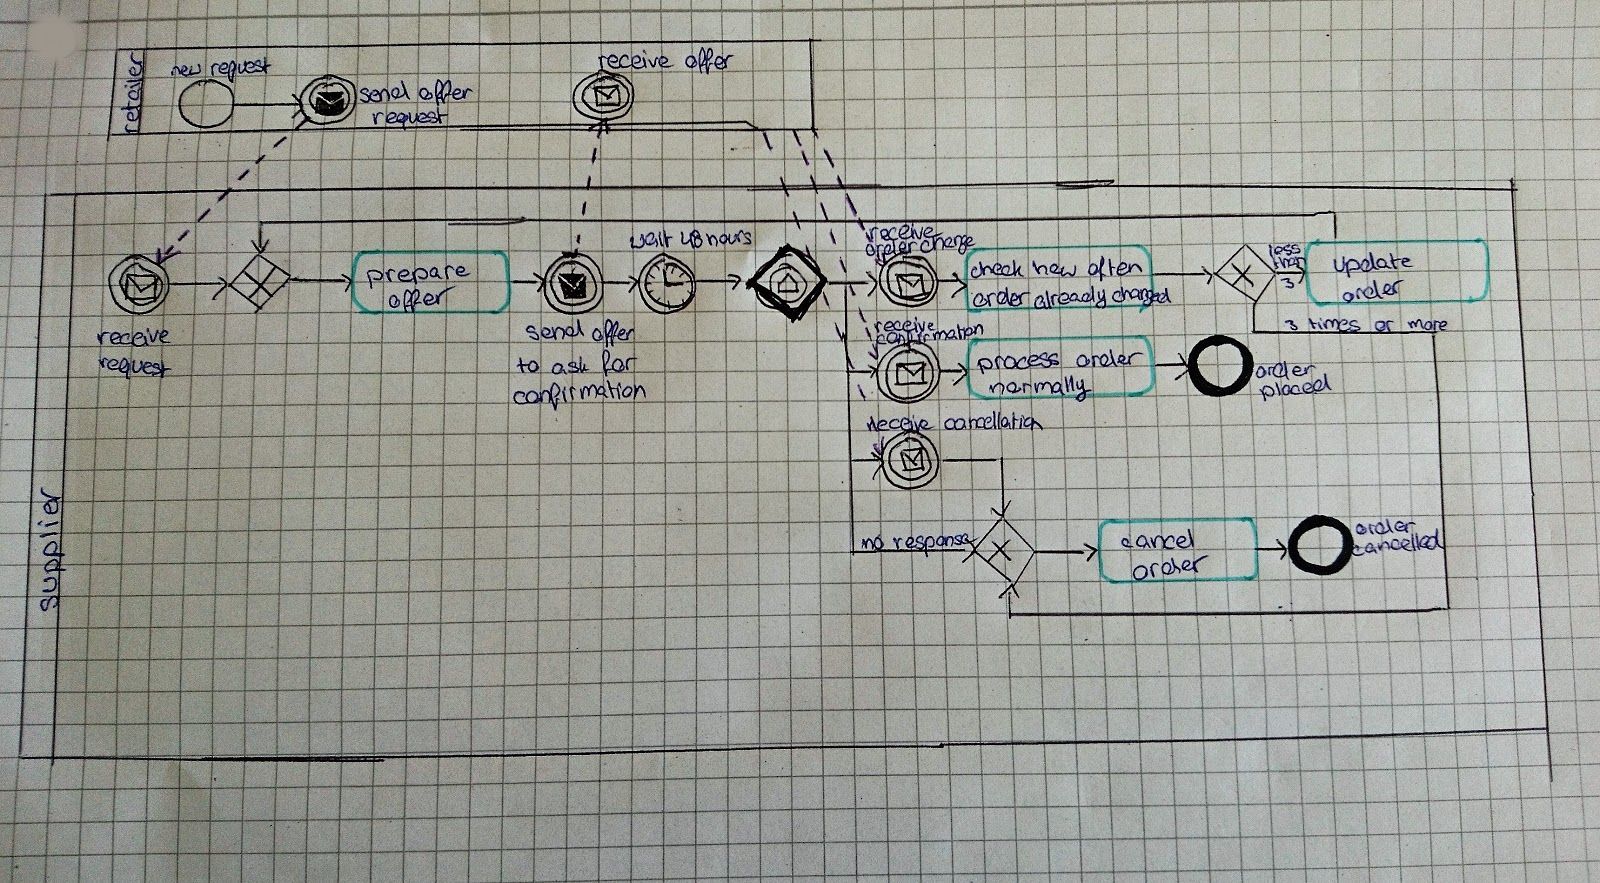 retailer
new request
send offer
request
receive offer
supplier
receive
request
prepare
offer
send offer
to ask for
confirmation
wait 48 hours
receive
order change
check how often
order already changed
less
than
3
update
order
3 times or more
receive
confirmation
process order
normally
order
placed
receive cancellation
no response
cancel
order
order
cancelled